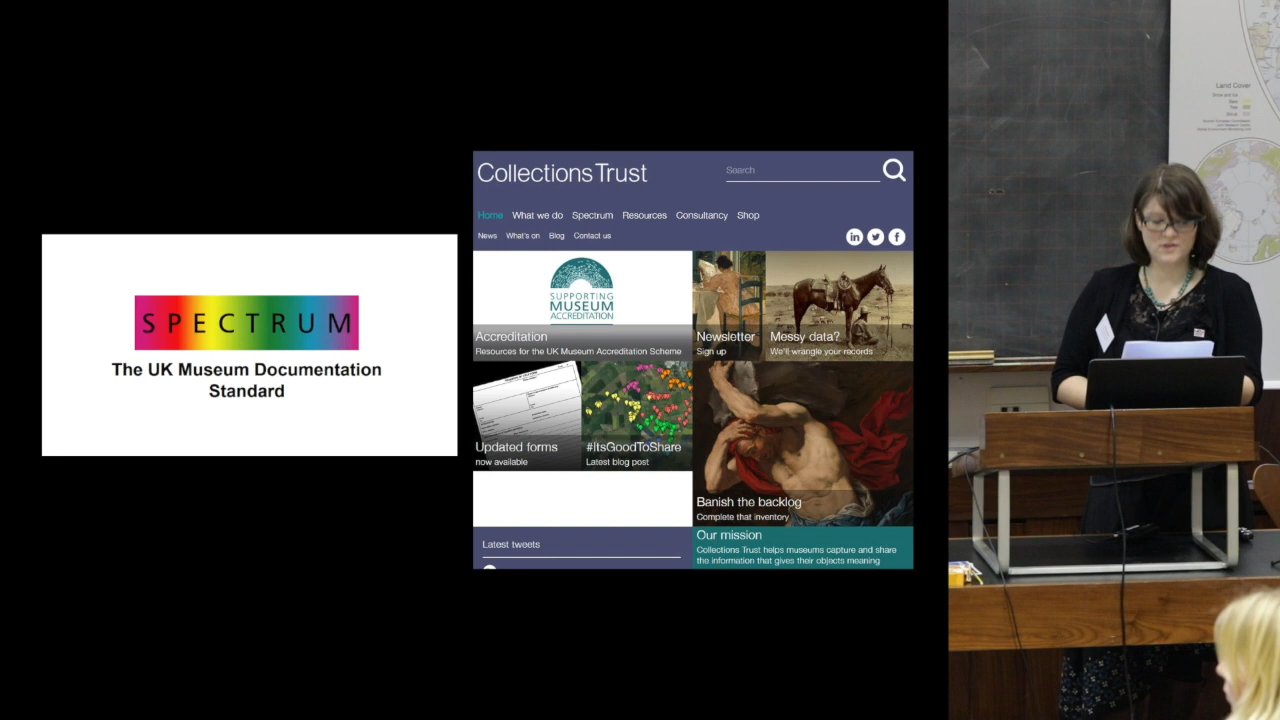 SPECTRUM
The UK Museum Documentation
Standard
Collections Trust
Search
Home What we do Spectrum Resources Consultancy Shop
News What's on Blog Contact us
SUPPORTING
MUSEUM
ACCREDITATION
Accreditation
Resources for the UK Museum Accreditation Scheme
Newsletter
Sign up
Messy data?
We'll wrangle your records
Updated forms
now available
#ItsGoodToShare
Latest blog post
Banish the backlog
Complete that inventory
Latest tweets
Our mission
Collections Trust helps museums capture and share
the information that gives their objects meaning
Land Cover